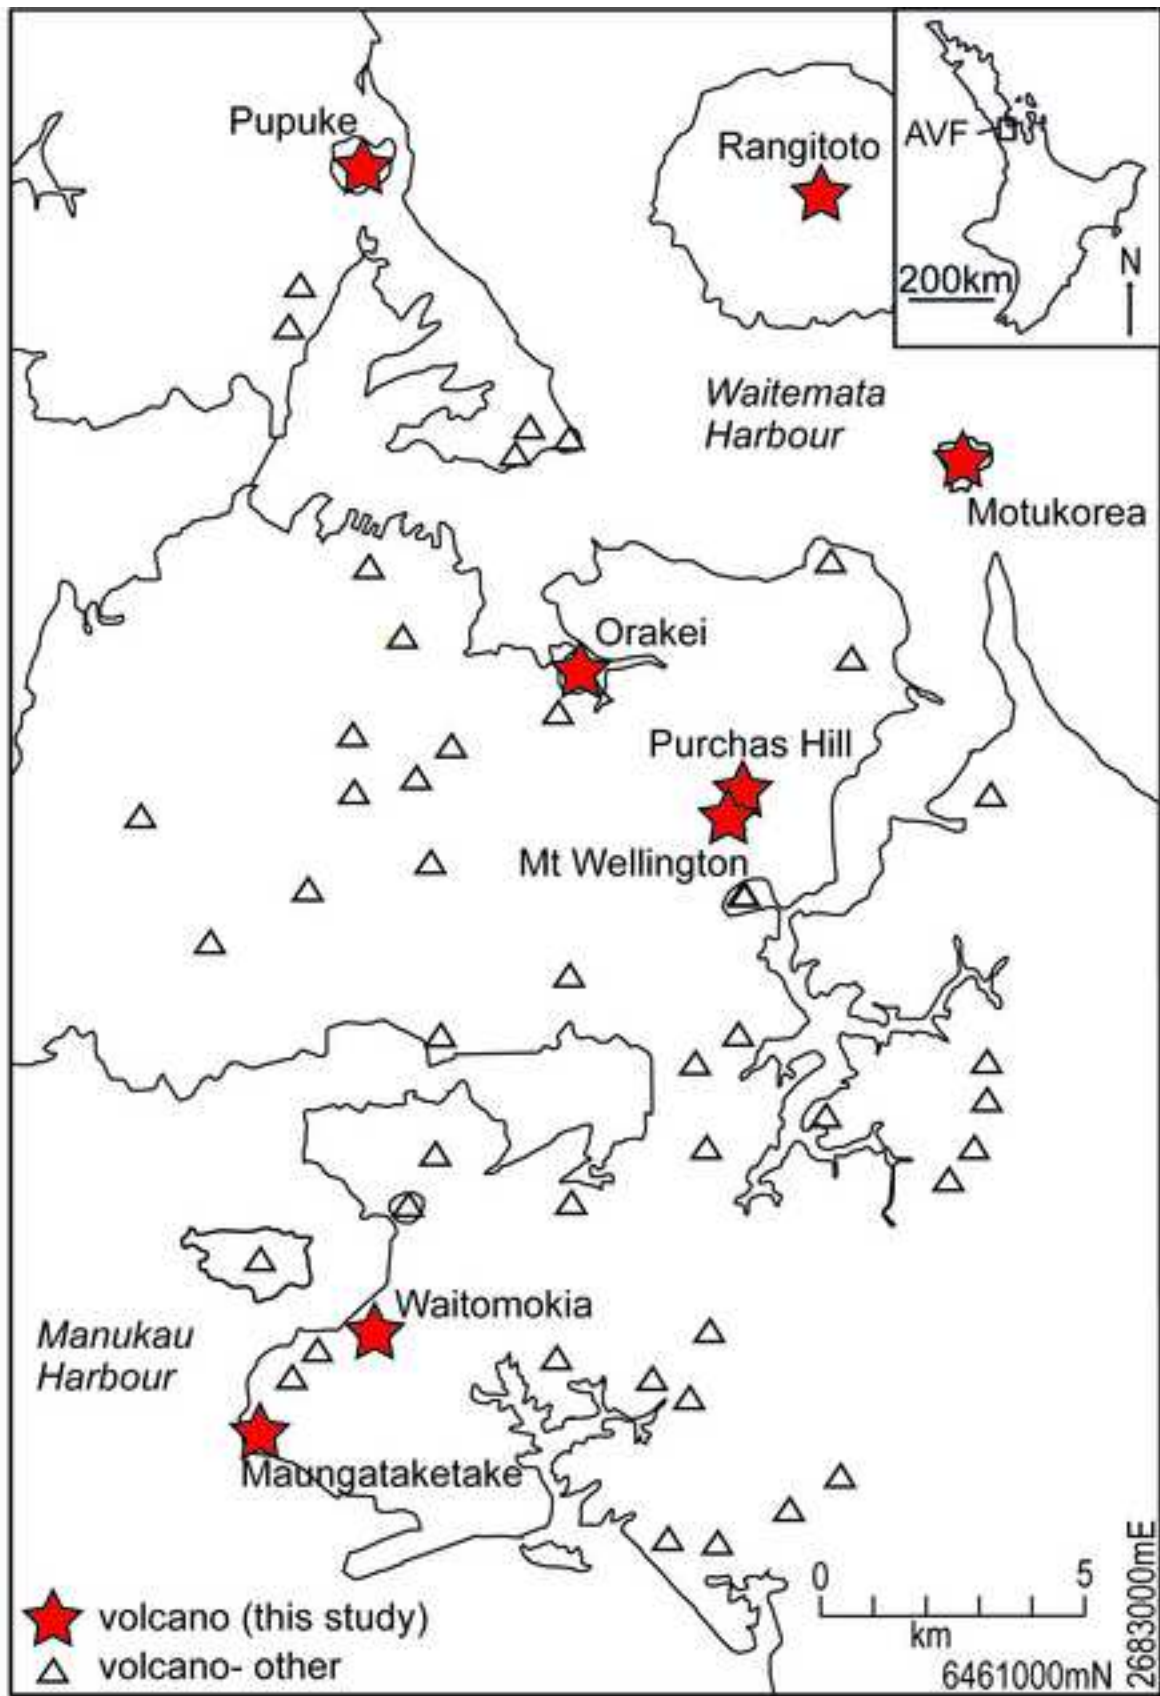 Pupuke
Rangitoto
AVF
200km
N
Waitemata
Harbour
Motukorea
Orakei
Purchas Hill
Mt Wellington
Waitomokia
Manukau
Harbour
Maungataketake
0 5
km
6461000mN
2683000mE
volcano (this study)
volcano- other